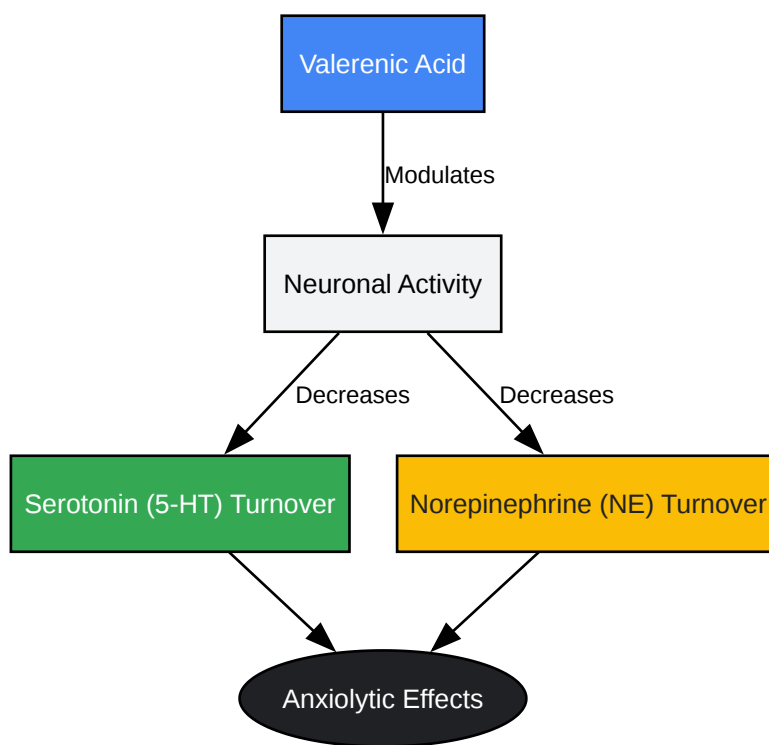 Valerenic Acid
Modulates
Neuronal Activity
Decreases
Decreases
Serotonin (5-HT) Turnover
Norepinephrine (NE) Turnover
Anxiolytic Effects